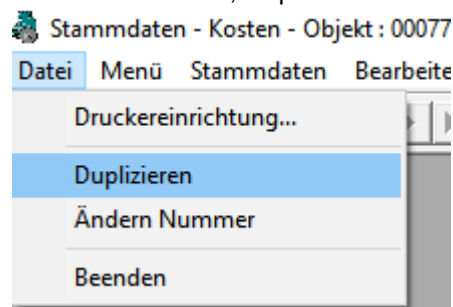 Stammdaten - Kosten - Objekt : 00077
Datei Menü Stammdaten Bearbeite
Druckereinrichtung...
Duplizieren
Ändern Nummer
Beenden